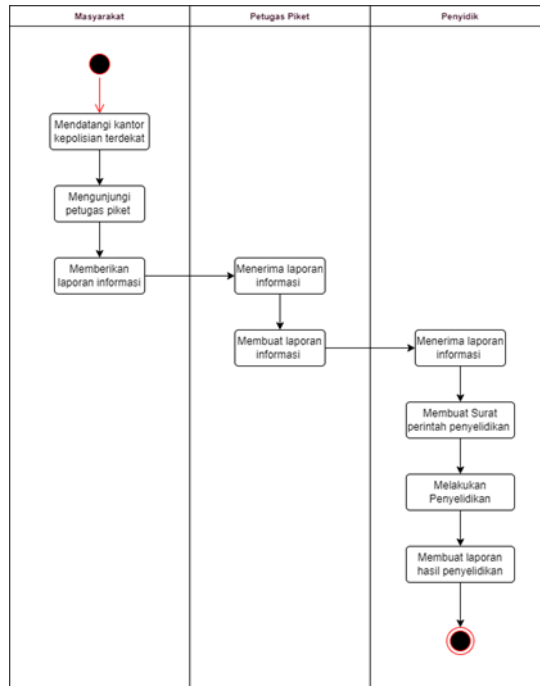 Masyarakat
Petugas Piket
Penyidik
Mendatangi kantor
kepolisian terdekat
Mengunjungi
petugas piket
Memberikan
laporan informasi
Menerima laporan
informasi
Membuat laporan
informasi
Menerima laporan
informasi
Membuat Surat
perintah penyelidikan
Melakukan
Penyelidikan
Membuat laporan
hasil penyelidikan